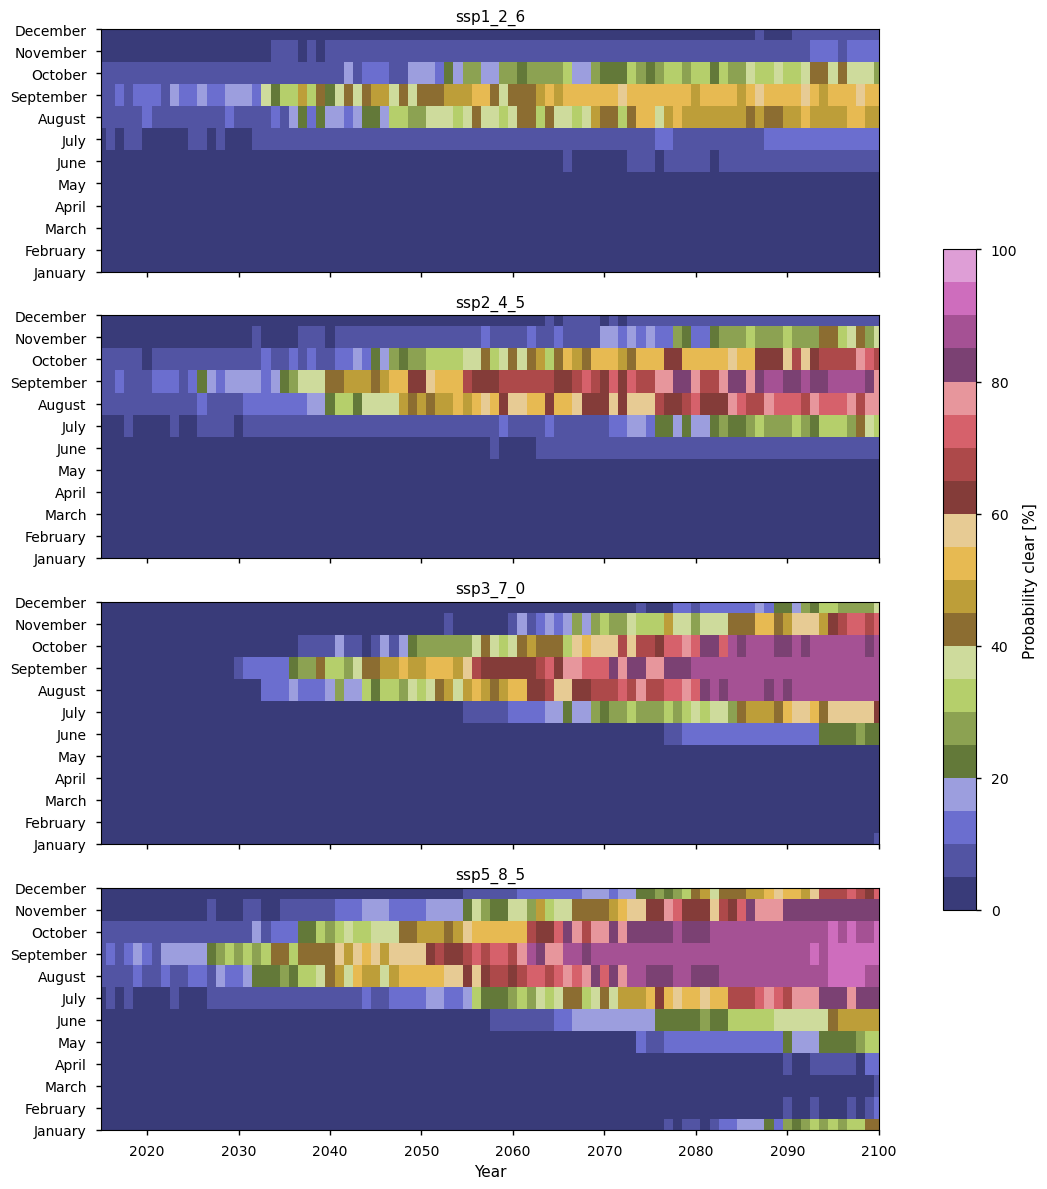 ssp1_2_6
December
November
October
September
August
July
June
May
April
March
February
January
ssp2_4_5
December
November
October
September
August
July
June
May
April
March
February
January
ssp3_7_0
December
November
October
September
August
July
June
May
April
March
February
January
ssp5_8_5
December
November
October
September
August
July
June
May
April
March
February
January
2020 2030 2040 2050 2060 2070 2080 2090 2100
Year
100
80
60
40
20
0
Probability clear [%]